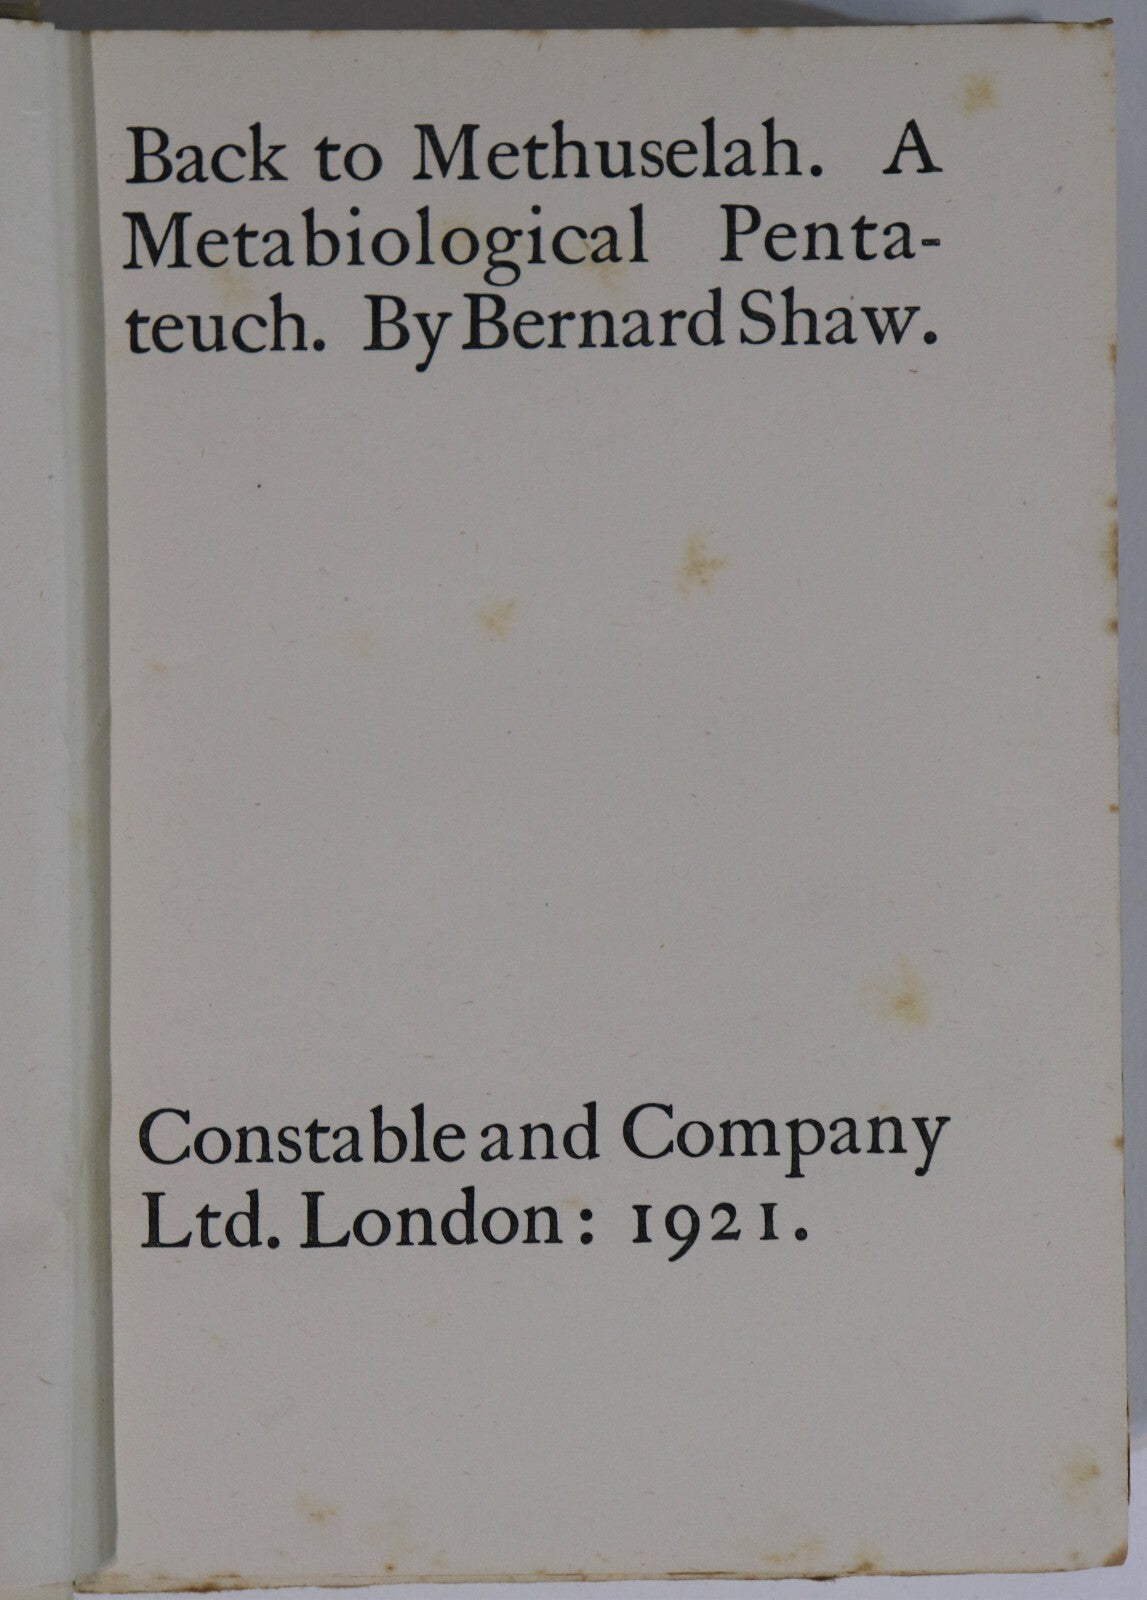 Back to Methuselah. A
Metabiological Penta-
teuch. By Bernard Shaw.
Constable and Company
Ltd. London: 1921.